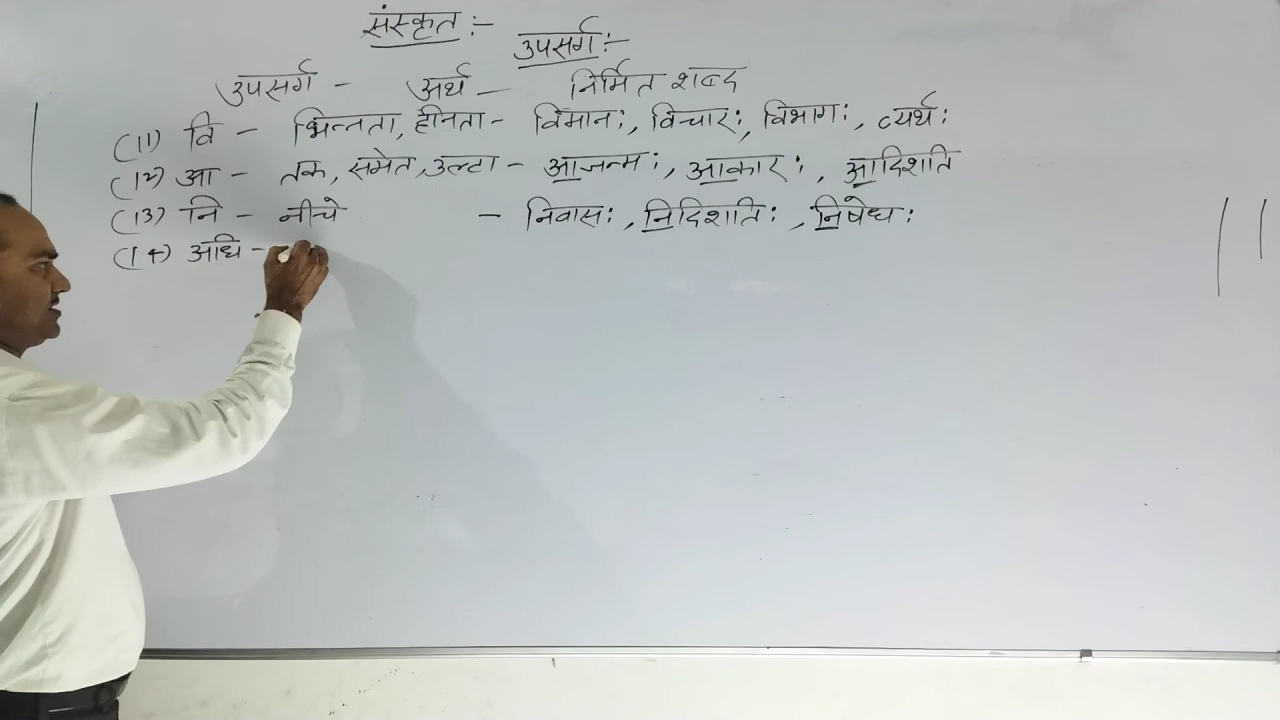 संस्कृत :-
उपसर्ग :-
उपसर्ग - अर्थ - निर्मित शब्द
(11) वि - भिन्नता, हीनता - विमानः, विचारः, विभागः, व्यर्थः
(12) आ - तक, समेत, उल्टा - आजन्मः, आकारः, आदिशति
(13) नि - नीचे - निवासः, निदिशतिः, निषेधः
(14) अधि -